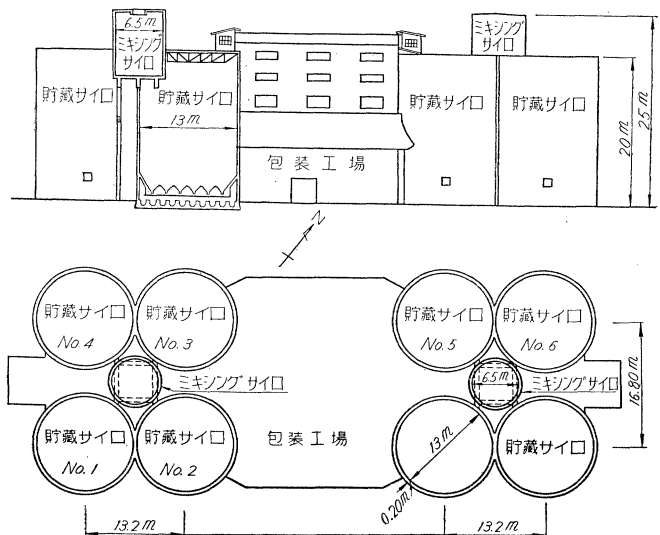 6.5m
ミキシング
サイロ
貯蔵サイロ
貯蔵サイロ
13m
包装工場
ミキシング
サイロ
貯蔵サイロ
貯蔵サイロ
20m
25m
N
貯蔵サイロ
No.4
貯蔵サイロ
No.3
貯蔵サイロ
No.5
貯蔵サイロ
No.6
ミキシングサイロ
6.5m
ミキシングサイロ
16.80m
貯蔵サイロ
No.1
貯蔵サイロ
No.2
包装工場
13m
貯蔵サイロ
0.20m
13.2m
13.2m